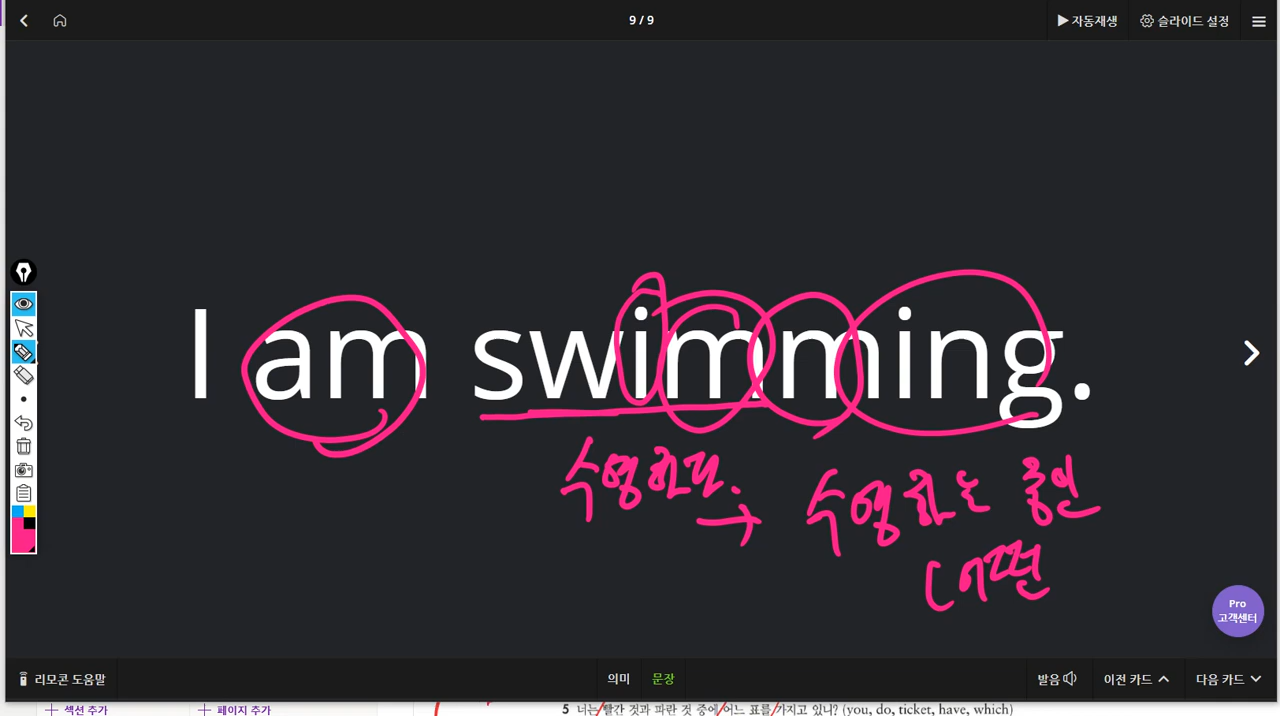 9 / 9
자동재생
슬라이드 설정
I am swimming.
수영한다.
→ 수영하는 중인
(어떤
Pro
고객센터
리모콘 도움말
의미
문장
발음
이전 카드
다음 카드
섹션 추가
페이지 추가
5 너는 빨간 것과 파란 것 중에 어느 표를 가지고 있니? (you, do, ticket, have, which)